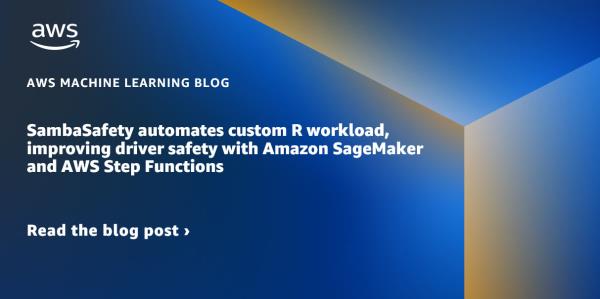 aws
AWS MACHINE LEARNING BLOG
SambaSafety automates custom R workload,
improving driver safety with Amazon SageMaker
and AWS Step Functions
Read the blog post ›